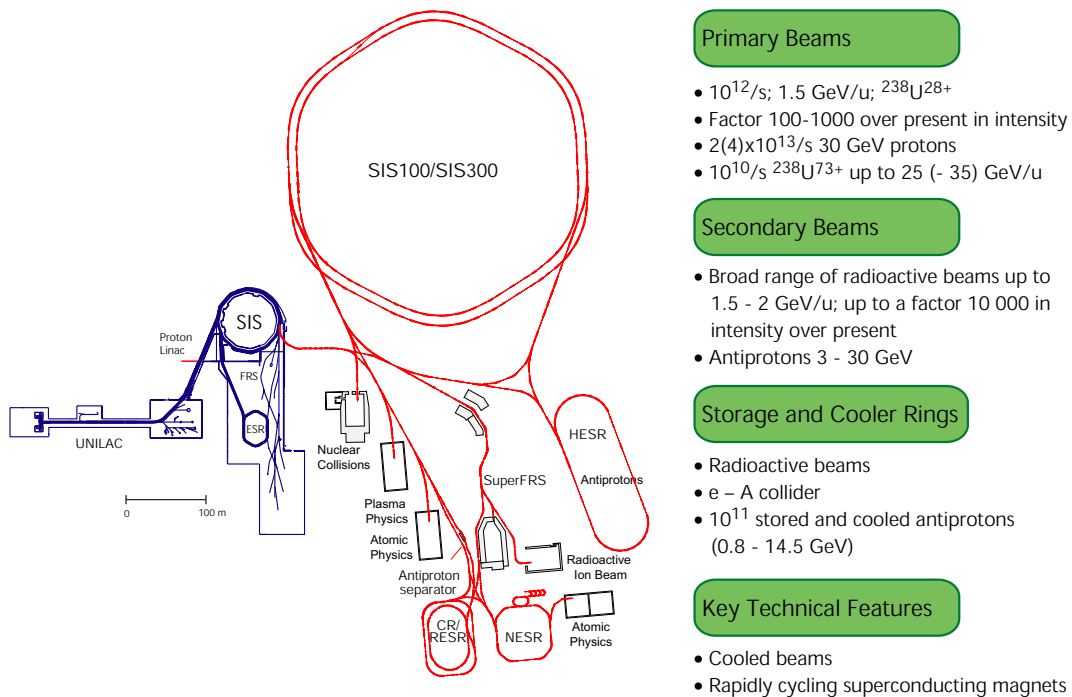 SIS100/SIS300
SIS
Proton
Linac
FRS
ESR
UNILAC
0 100 m
Nuclear
Collisions
Plasma
Physics
Atomic
Physics
Antiproton
separator
SuperFRS
HESR
Antiprotons
Radioactive
Ion Beam
CR/
RESR
NESR
Atomic
Physics
Primary Beams
• 10¹²/s; 1.5 GeV/u; ²³⁸U²⁸⁺
• Factor 100-1000 over present in intensity
• 2(4)x10¹³/s 30 GeV protons
• 10¹⁰/s ²³⁸U⁷³⁺ up to 25 (- 35) GeV/u
Secondary Beams
• Broad range of radioactive beams up to
1.5 - 2 GeV/u; up to a factor 10 000 in
intensity over present
• Antiprotons 3 - 30 GeV
Storage and Cooler Rings
• Radioactive beams
• e – A collider
• 10¹¹ stored and cooled antiprotons
(0.8 - 14.5 GeV)
Key Technical Features
• Cooled beams
• Rapidly cycling superconducting magnets